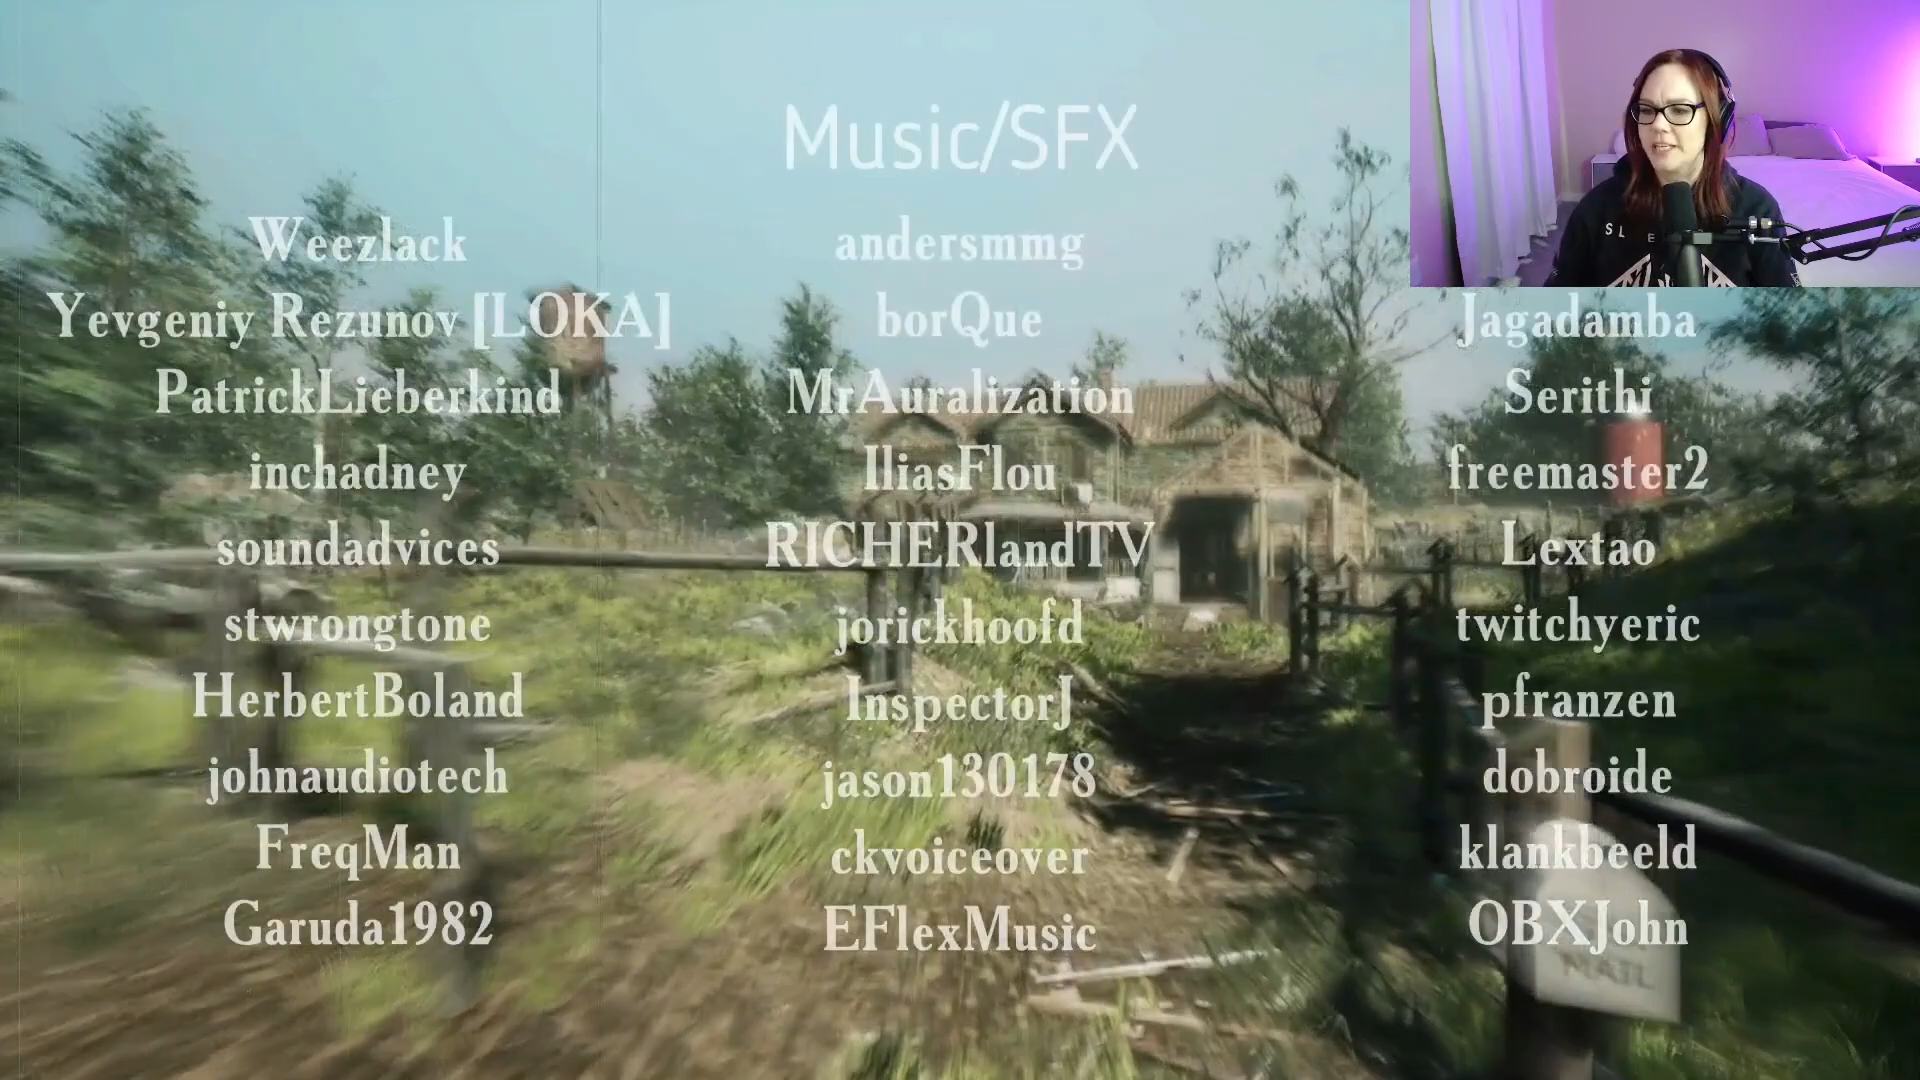 Music/SFX
Weezlack
Yevgeniy Rezunov [LOKA]
PatrickLieberkind
inchadney
soundadvices
stwrongtone
HerbertBoland
johnaudiotech
FreqMan
Garuda1982
andersmmg
borQue
MrAuralization
IliasFlou
RICHERlandTV
jorickhoofd
InspectorJ
jason130178
ckvoiceover
EFlexMusic
Jagadamba
Serithi
freemaster2
Lextao
twitchyeric
pfranzen
dobroide
klankbeeld
OBXJohn
MAIL